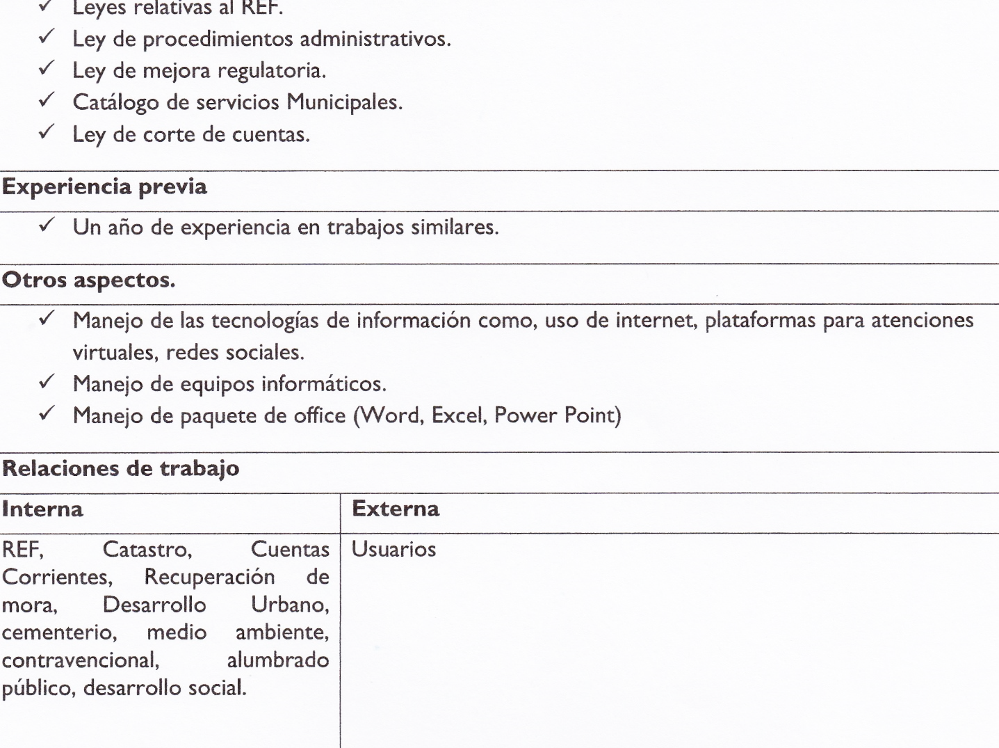 ✓ Leyes relativas al REF.
✓ Ley de procedimientos administrativos.
✓ Ley de mejora regulatoria.
✓ Catálogo de servicios Municipales.
✓ Ley de corte de cuentas.
Experiencia previa
✓ Un año de experiencia en trabajos similares.
Otros aspectos.
✓ Manejo de las tecnologías de información como, uso de internet, plataformas para atenciones
virtuales, redes sociales.
✓ Manejo de equipos informáticos.
✓ Manejo de paquete de office (Word, Excel, Power Point)
Relaciones de trabajo
Interna
Externa
REF, Catastro, Cuentas
Corrientes, Recuperación de
mora, Desarrollo Urbano,
cementerio, medio ambiente,
contravencional, alumbrado
público, desarrollo social.
Usuarios